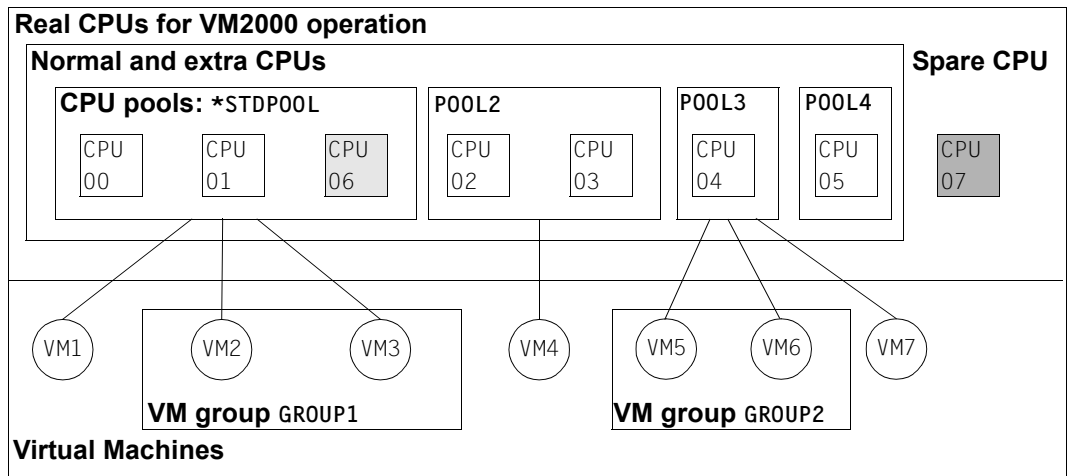 Real CPUs for VM2000 operation
Normal and extra CPUs
Spare CPU
CPU pools: *STDPOOL
POOL2
POOL3
POOL4
CPU
00
CPU
01
CPU
06
CPU
02
CPU
03
CPU
04
CPU
05
CPU
07
VM1
VM2
VM3
VM4
VM5
VM6
VM7
VM group GROUP1
VM group GROUP2
Virtual Machines